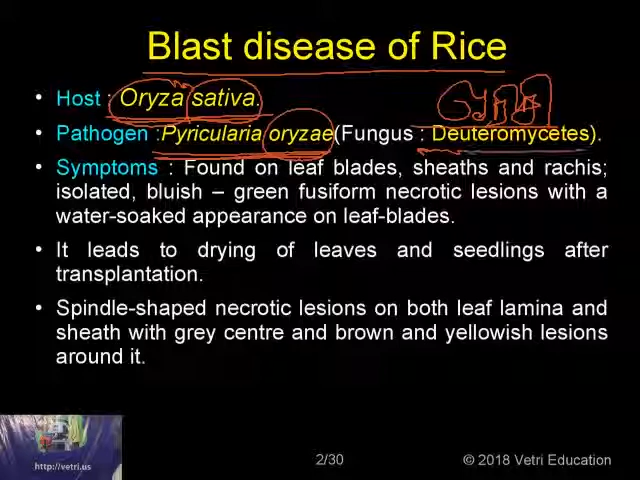 Blast disease of Rice
• Host : Oryza sativa.
• Pathogen :Pyricularia oryzae(Fungus : Deuteromycetes).
• Symptoms : Found on leaf blades, sheaths and rachis;
isolated, bluish – green fusiform necrotic lesions with a
water-soaked appearance on leaf-blades.
• It leads to drying of leaves and seedlings after
transplantation.
• Spindle-shaped necrotic lesions on both leaf lamina and
sheath with grey centre and brown and yellowish lesions
around it.
http://vetri.us
2/30
© 2018 Vetri Education